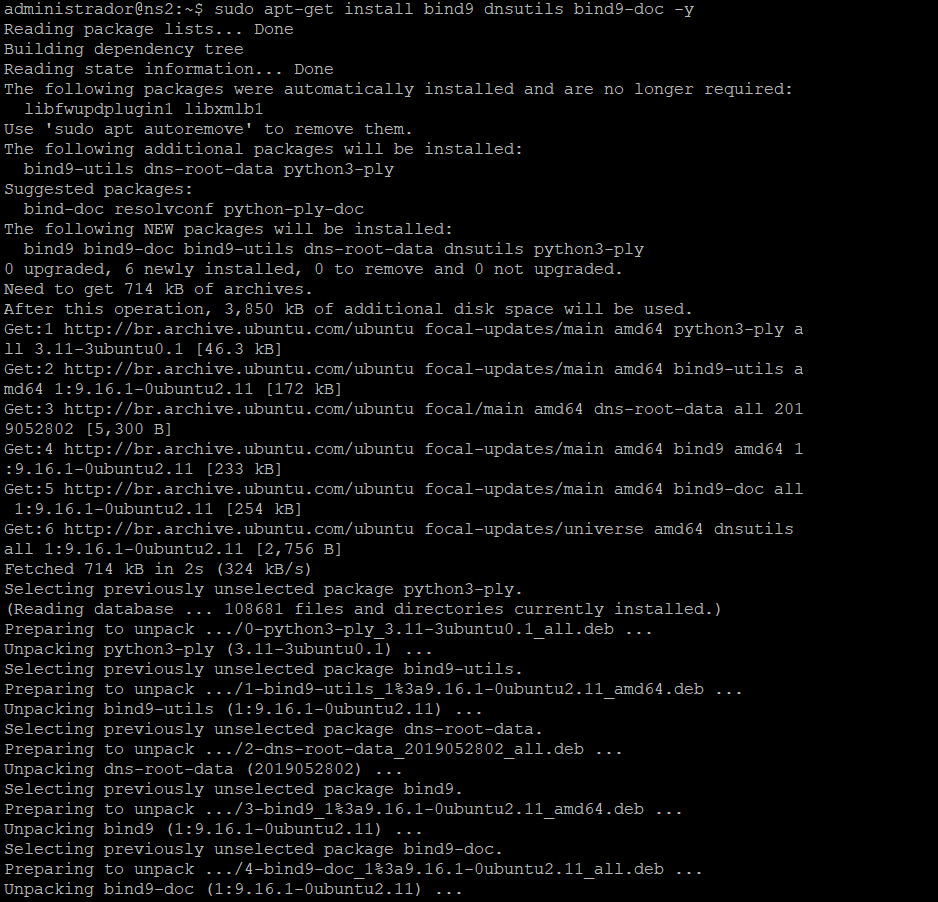 administrador@ns2:~$ sudo apt-get install bind9 dnsutils bind9-doc -y
Reading package lists... Done
Building dependency tree
Reading state information... Done
The following packages were automatically installed and are no longer required:
  libfwupdplugin1 libxmlb1
Use 'sudo apt autoremove' to remove them.
The following additional packages will be installed:
  bind9-utils dns-root-data python3-ply
Suggested packages:
  bind-doc resolvconf python-ply-doc
The following NEW packages will be installed:
  bind9 bind9-doc bind9-utils dns-root-data dnsutils python3-ply
0 upgraded, 6 newly installed, 0 to remove and 0 not upgraded.
Need to get 714 kB of archives.
After this operation, 3,850 kB of additional disk space will be used.
Get:1 http://br.archive.ubuntu.com/ubuntu focal-updates/main amd64 python3-ply a
ll 3.11-3ubuntu0.1 [46.3 kB]
Get:2 http://br.archive.ubuntu.com/ubuntu focal-updates/main amd64 bind9-utils a
md64 1:9.16.1-0ubuntu2.11 [172 kB]
Get:3 http://br.archive.ubuntu.com/ubuntu focal/main amd64 dns-root-data all 201
9052802 [5,300 B]
Get:4 http://br.archive.ubuntu.com/ubuntu focal-updates/main amd64 bind9 amd64 1
:9.16.1-0ubuntu2.11 [233 kB]
Get:5 http://br.archive.ubuntu.com/ubuntu focal-updates/main amd64 bind9-doc all
 1:9.16.1-0ubuntu2.11 [254 kB]
Get:6 http://br.archive.ubuntu.com/ubuntu focal-updates/universe amd64 dnsutils
all 1:9.16.1-0ubuntu2.11 [2,756 B]
Fetched 714 kB in 2s (324 kB/s)
Selecting previously unselected package python3-ply.
(Reading database ... 108681 files and directories currently installed.)
Preparing to unpack .../0-python3-ply_3.11-3ubuntu0.1_all.deb ...
Unpacking python3-ply (3.11-3ubuntu0.1) ...
Selecting previously unselected package bind9-utils.
Preparing to unpack .../1-bind9-utils_1%3a9.16.1-0ubuntu2.11_amd64.deb ...
Unpacking bind9-utils (1:9.16.1-0ubuntu2.11) ...
Selecting previously unselected package dns-root-data.
Preparing to unpack .../2-dns-root-data_2019052802_all.deb ...
Unpacking dns-root-data (2019052802) ...
Selecting previously unselected package bind9.
Preparing to unpack .../3-bind9_1%3a9.16.1-0ubuntu2.11_amd64.deb ...
Unpacking bind9 (1:9.16.1-0ubuntu2.11) ...
Selecting previously unselected package bind9-doc.
Preparing to unpack .../4-bind9-doc_1%3a9.16.1-0ubuntu2.11_all.deb ...
Unpacking bind9-doc (1:9.16.1-0ubuntu2.11) ...